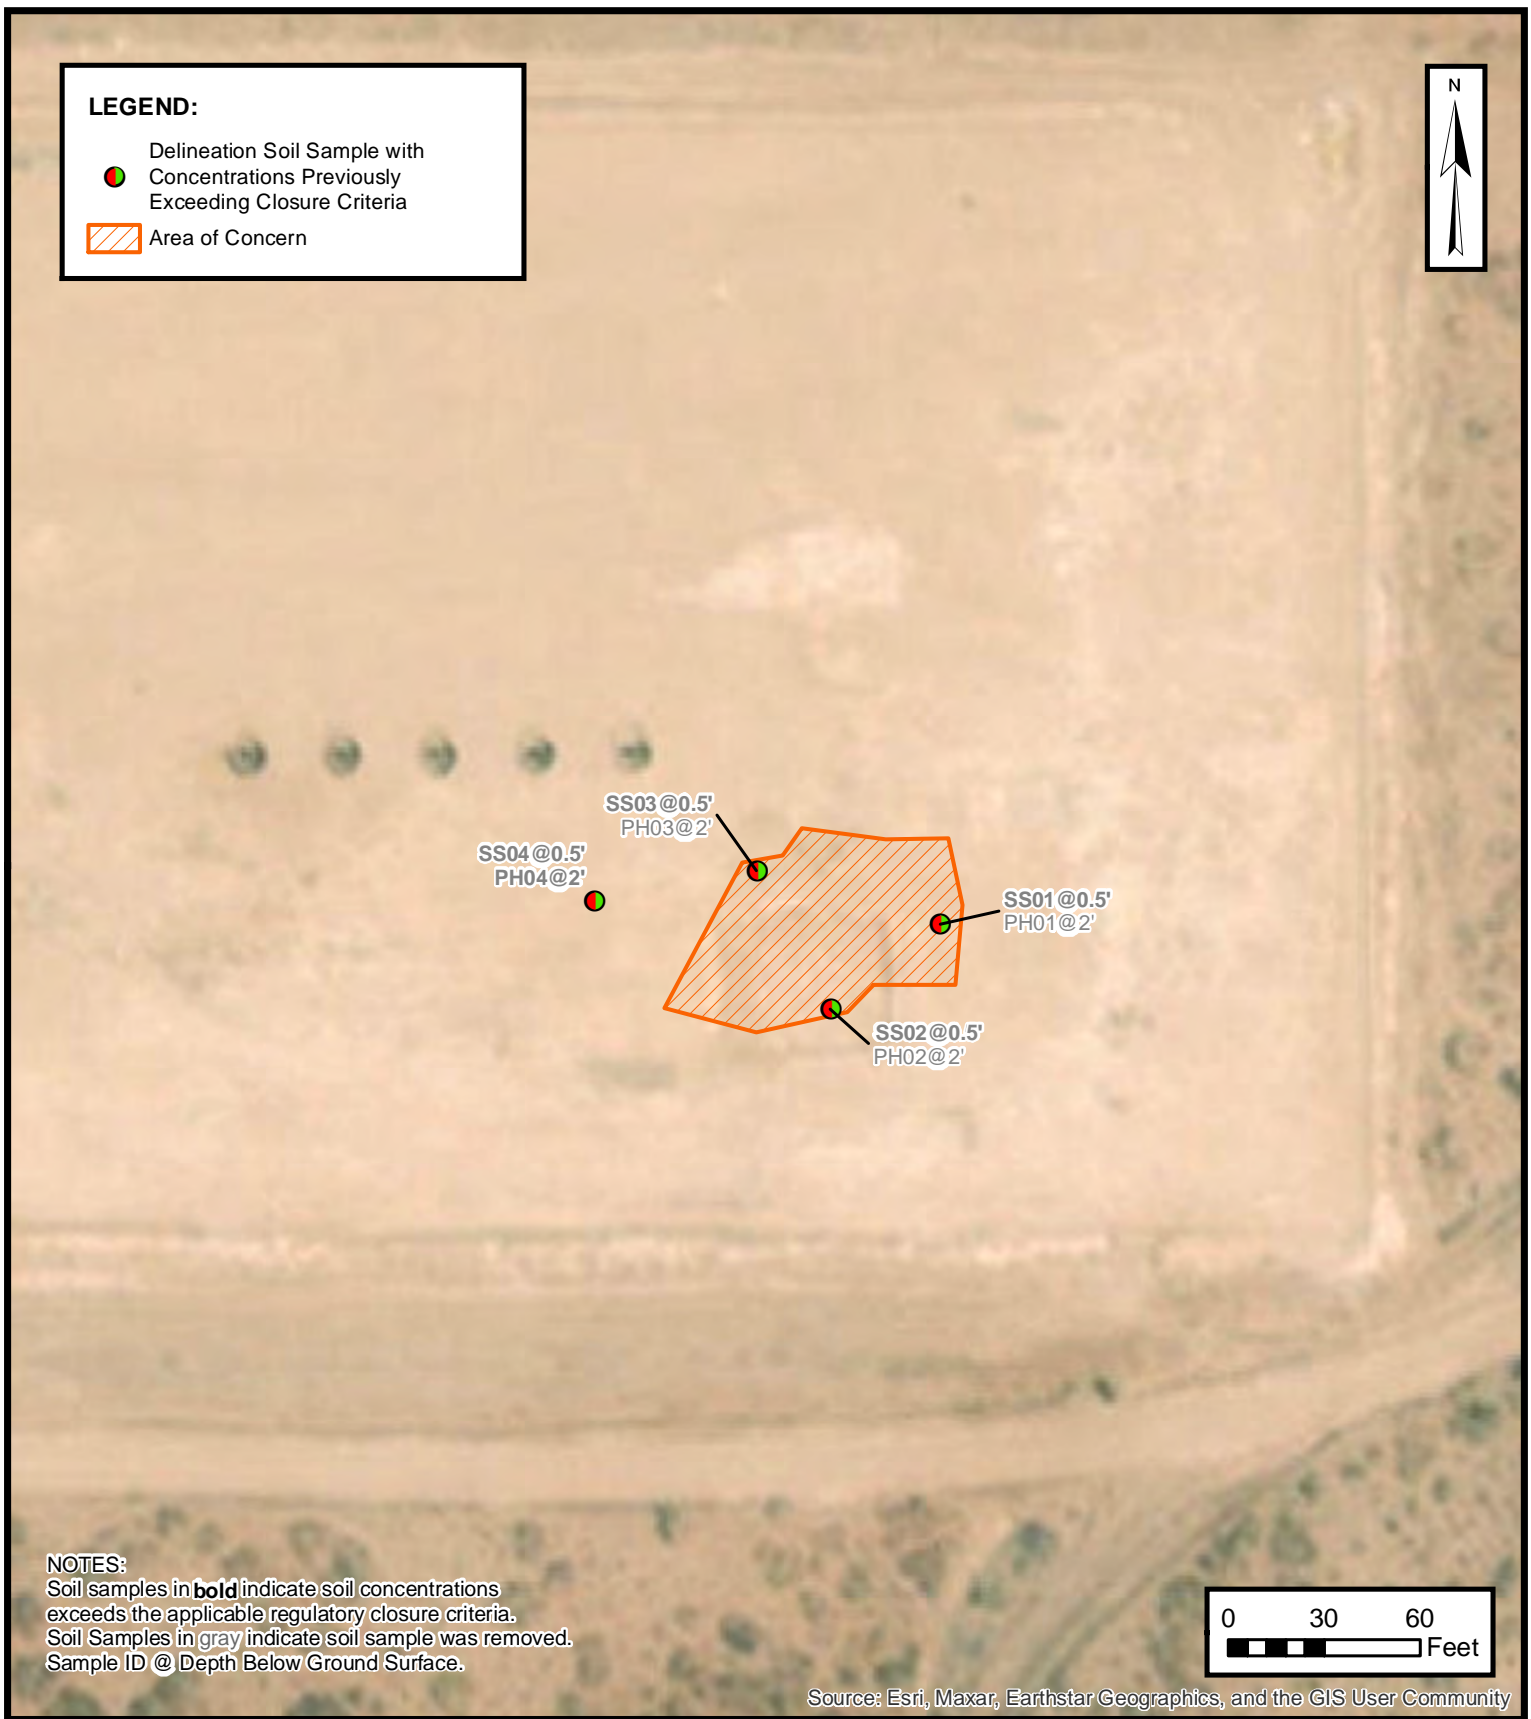 LEGEND:
Delineation Soil Sample with
Concentrations Previously
Exceeding Closure Criteria
Area of Concern
N
SS03@0.5'
PH03@2'
SS04@0.5'
PH04@2'
SS01@0.5'
PH01@2'
SS02@0.5'
PH02@2'
NOTES:
Soil samples in bold indicate soil concentrations
exceeds the applicable regulatory closure criteria.
Soil Samples in gray indicate soil sample was removed.
Sample ID @ Depth Below Ground Surface.
0 30 60
Feet
Source: Esri, Maxar, Earthstar Geographics, and the GIS User Community